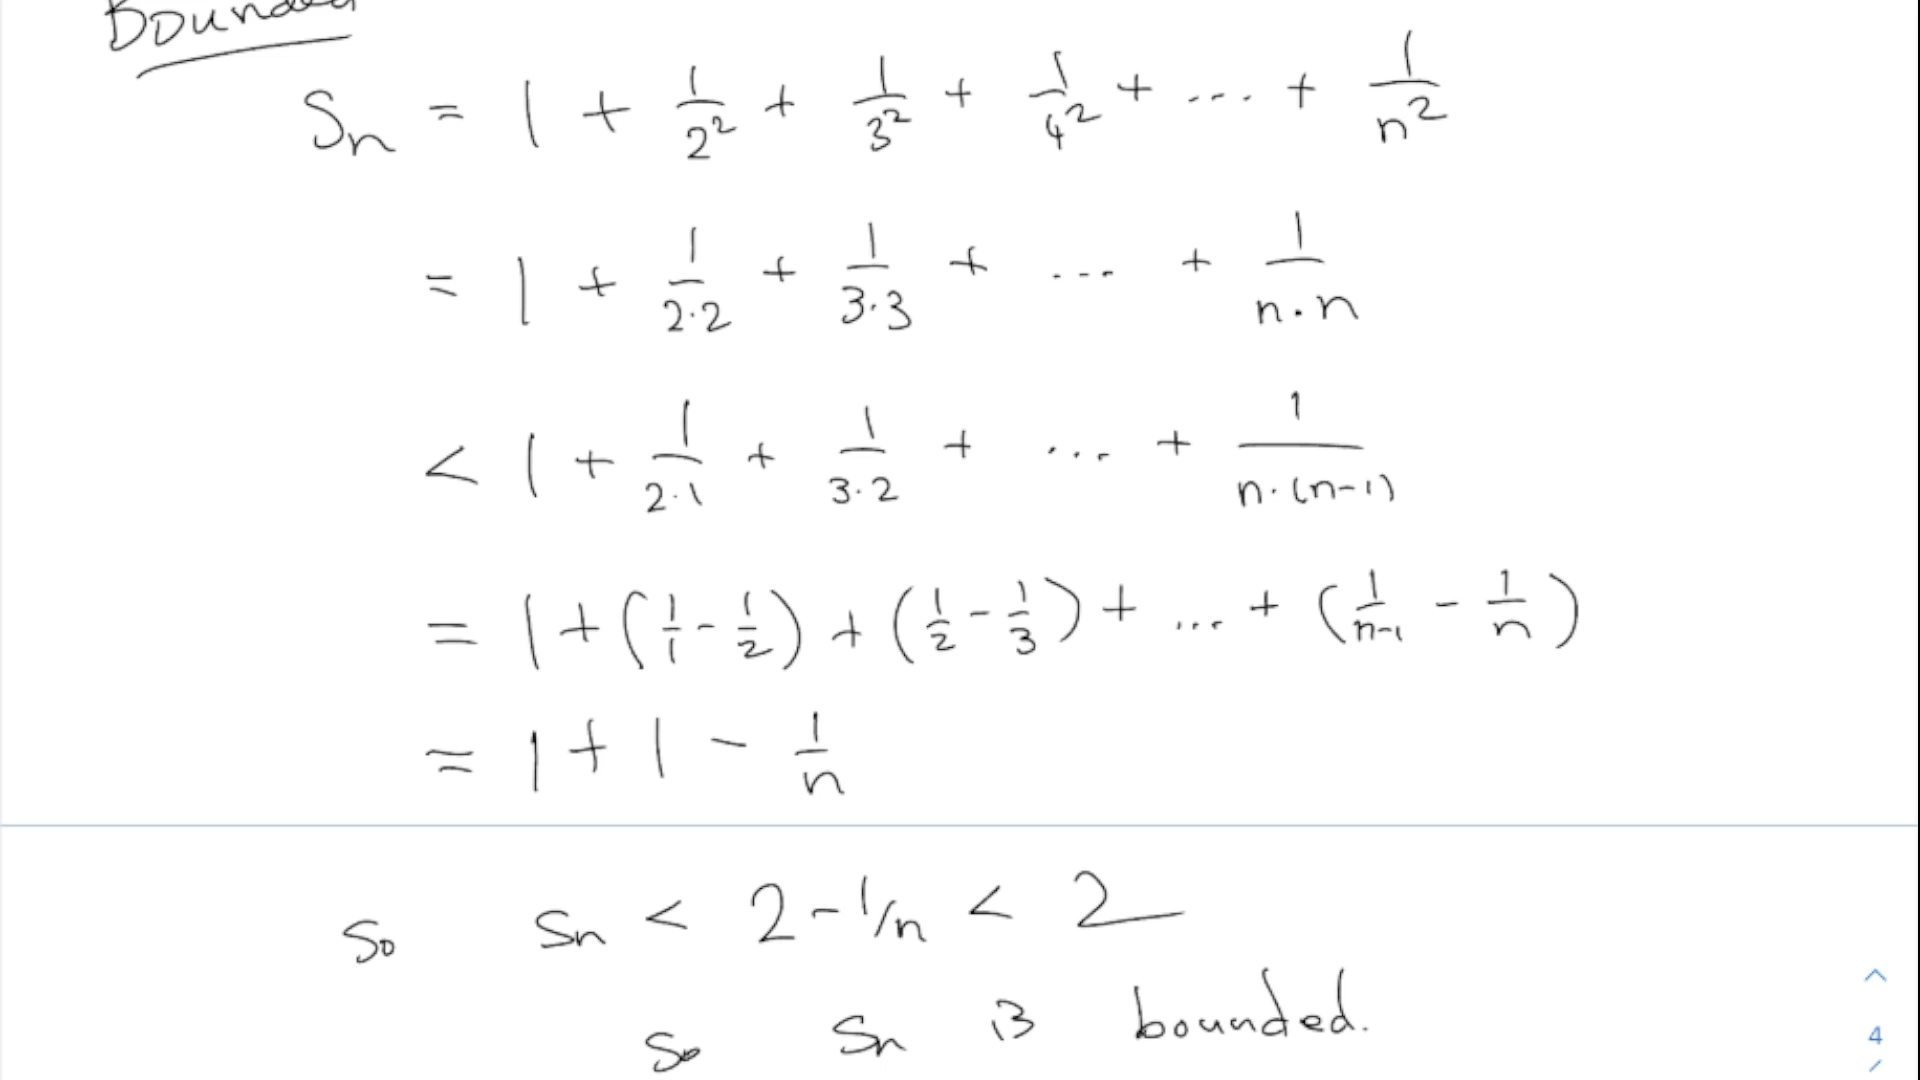 Bounded
Sn = 1 + 1/2² + 1/3² + 1/4² + ... + 1/n²
= 1 + 1/2·2 + 1/3·3 + ... + 1/n·n
< 1 + 1/2·1 + 1/3·2 + ... + 1/n·(n-1)
= 1 + (1/1 - 1/2) + (1/2 - 1/3) + ... + (1/n-1 - 1/n)
= 1 + 1 - 1/n
So Sn < 2 - 1/n < 2
So Sn is bounded.
4